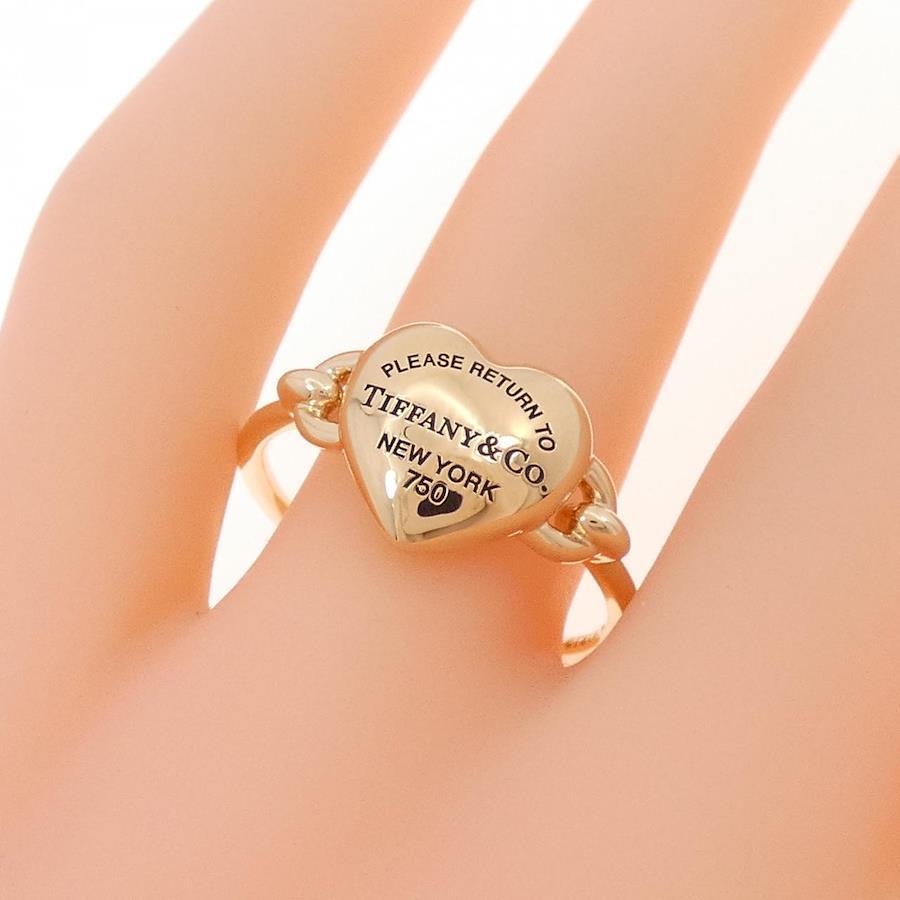 PLEASE RETURN TO
TIFFANY & CO.
NEW YORK
750